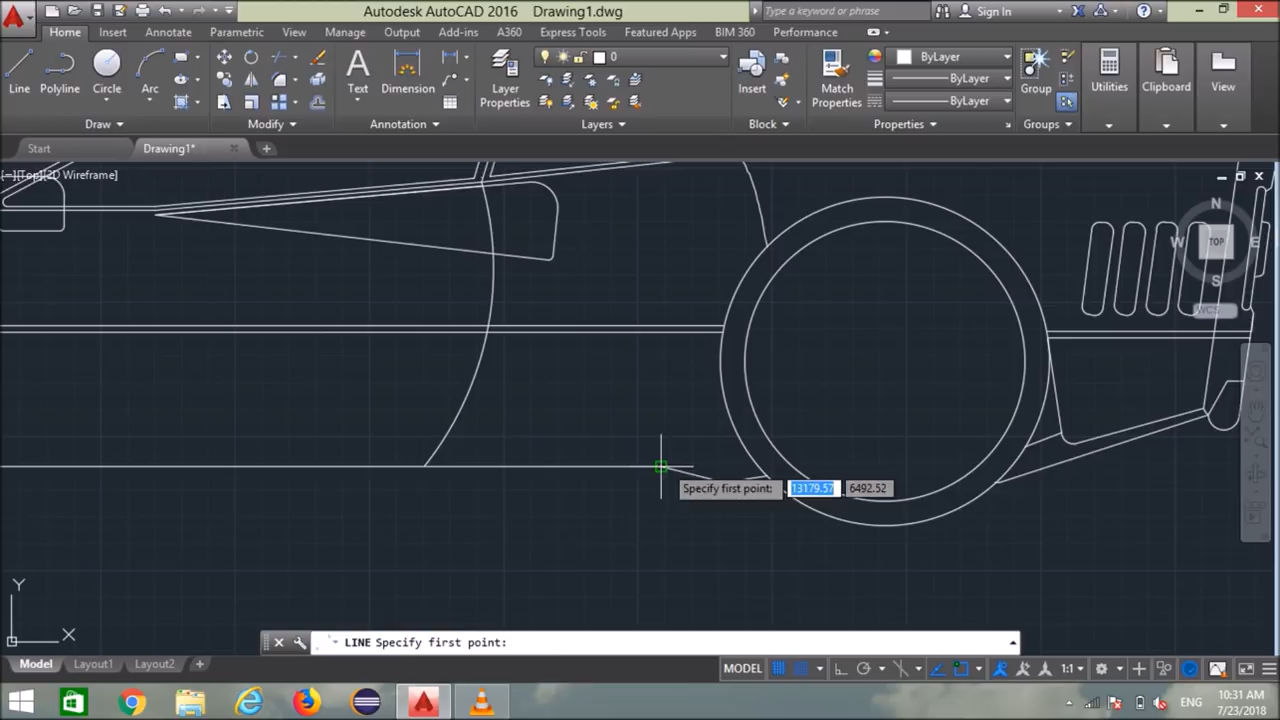 Autodesk AutoCAD 2016 Drawing1.dwg
Type a keyword or phrase
Sign In
Home Insert Annotate Parametric View Manage Output Add-ins A360 Express Tools Featured Apps BIM 360 Performance
0
ByLayer
ByLayer
ByLayer
Line Polyline Circle Arc Text Dimension Layer Properties Insert Match Properties Group Utilities Clipboard View
Draw Modify Annotation Layers Block Properties Groups
Start Drawing1*
[−][Top][2D Wireframe]
N
W TOP E
S
WCS
Specify first point: 13179.57 6492.52
Y
X
LINE Specify first point:
Model Layout1 Layout2 MODEL 1:1
ENG
10:31 AM
7/23/2018